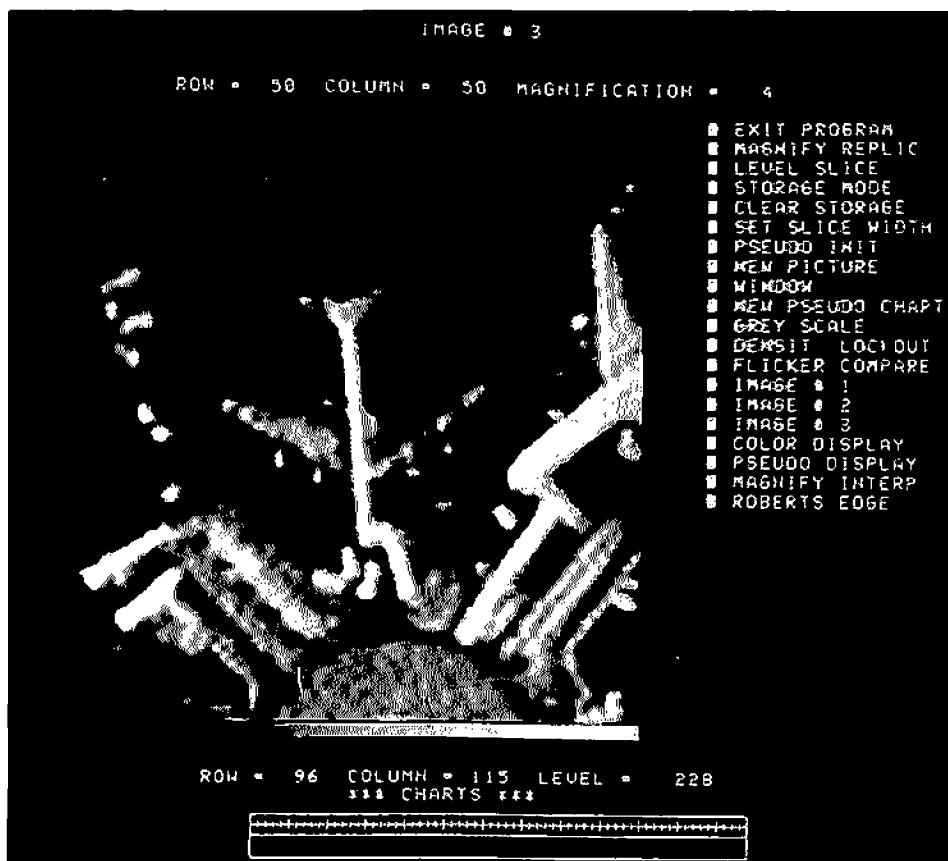 IMAGE # 3
ROW = 50 COLUMN = 50 MAGNIFICATION = 4
EXIT PROGRAM
MAGNIFY REPLIC
LEVEL SLICE
STORAGE MODE
CLEAR STORAGE
SET SLICE WIDTH
PSEUDO INIT
NEW PICTURE
WINDOW
NEW PSEUDO CHART
GREY SCALE
DENSIT LOCKOUT
FLICKER COMPARE
IMAGE # 1
IMAGE # 2
IMAGE # 3
COLOR DISPLAY
PSEUDO DISPLAY
MAGNIFY INTERP
ROBERTS EDGE
ROW = 96 COLUMN = 115 LEVEL = 228
*** CHARTS ***